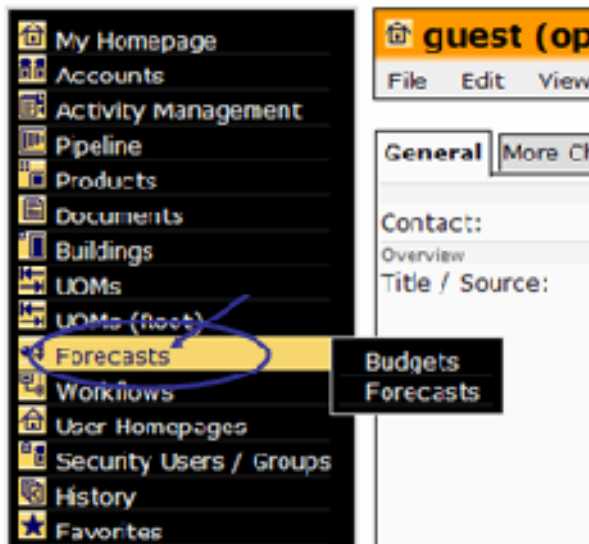 My Homepage
Accounts
Activity Management
Pipeline
Products
Documents
Buildings
UOMs
UOMs (Root)
Forecasts
Workflows
User Homepages
Security Users / Groups
History
Favorites
Budgets
Forecasts
guest (op
File Edit View
General More Ch
Contact:
Overview
Title / Source: